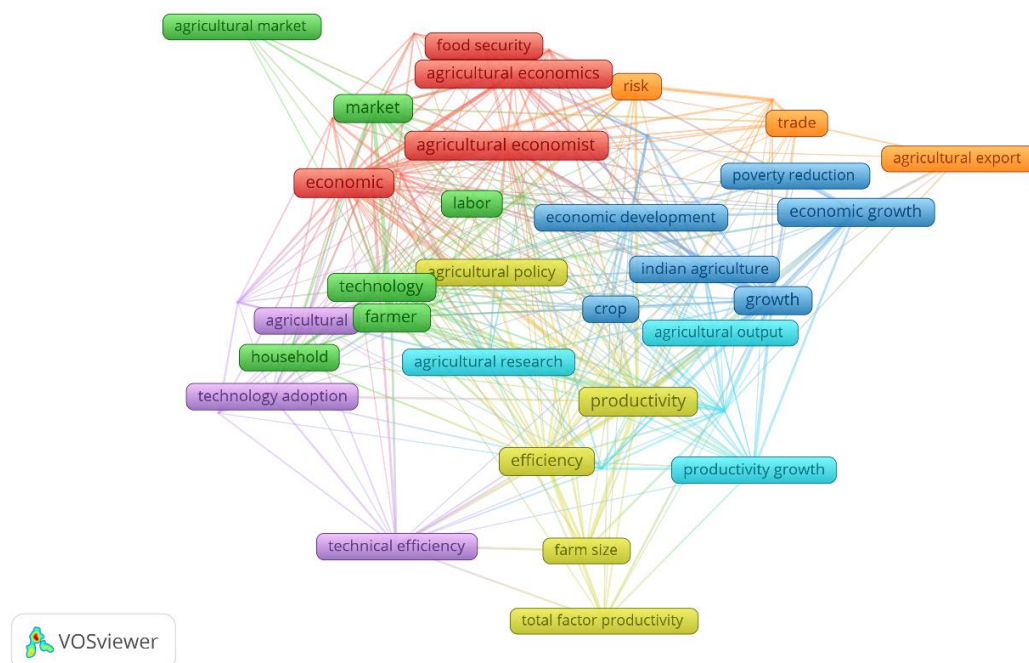 agricultural market
food security
agricultural economics
risk
market
trade
agricultural economist
agricultural export
economic
poverty reduction
labor
economic development
economic growth
agricultural policy
indian agriculture
technology
growth
crop
agricultural
farmer
agricultural output
household
agricultural research
technology adoption
productivity
efficiency
productivity growth
technical efficiency
farm size
total factor productivity
VOSviewer